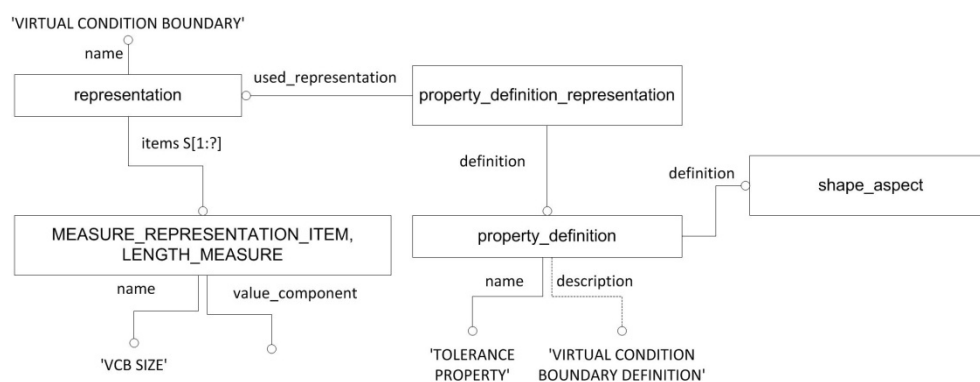 'VIRTUAL CONDITION BOUNDARY'
name
used_representation
representation
property_definition_representation
items S[1:?]
definition
definition
shape_aspect
MEASURE_REPRESENTATION_ITEM,
LENGTH_MEASURE
property_definition
name
value_component
name
description
'VCB SIZE'
'TOLERANCE
PROPERTY'
'VIRTUAL CONDITION
BOUNDARY DEFINITION'